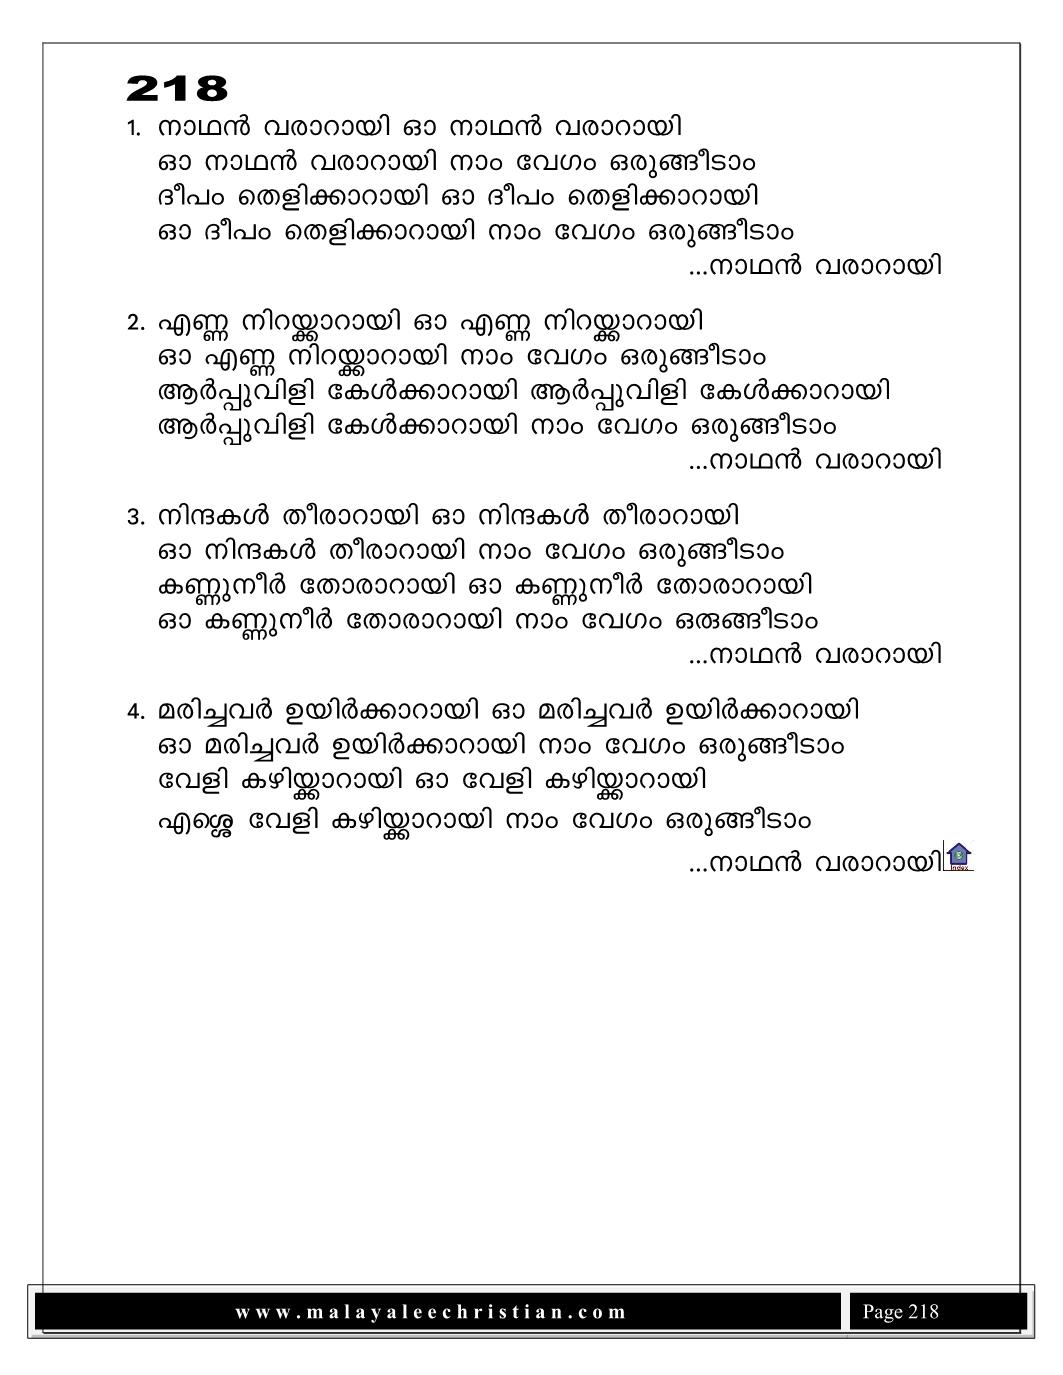 218
1. നാഥൻ വരാറായി ഓ നാഥൻ വരാറായി
ഓ നാഥൻ വരാറായി നാം വേഗം ഒരുങ്ങീടാം
ദീപം തെളിക്കാറായി ഓ ദീപം തെളിക്കാറായി
ഓ ദീപം തെളിക്കാറായി നാം വേഗം ഒരുങ്ങീടാം
...നാഥൻ വരാറായി
2. എണ്ണ നിറയ്ക്കാറായി ഓ എണ്ണ നിറയ്ക്കാറായി
ഓ എണ്ണ നിറയ്ക്കാറായി നാം വേഗം ഒരുങ്ങീടാം
ആർപ്പുവിളി കേൾക്കാറായി ആർപ്പുവിളി കേൾക്കാറായി
ആർപ്പുവിളി കേൾക്കാറായി നാം വേഗം ഒരുങ്ങീടാം
...നാഥൻ വരാറായി
3. നിന്ദകൾ തീരാറായി ഓ നിന്ദകൾ തീരാറായി
ഓ നിന്ദകൾ തീരാറായി നാം വേഗം ഒരുങ്ങീടാം
കണ്ണുനീർ തോരാറായി ഓ കണ്ണുനീർ തോരാറായി
ഓ കണ്ണുനീർ തോരാറായി നാം വേഗം ഒരുങ്ങീടാം
...നാഥൻ വരാറായി
4. മരിച്ചവർ ഉയിർക്കാറായി ഓ മരിച്ചവർ ഉയിർക്കാറായി
ഓ മരിച്ചവർ ഉയിർക്കാറായി നാം വേഗം ഒരുങ്ങീടാം
വേളി കഴിയ്ക്കാറായി ഓ വേളി കഴിയ്ക്കാറായി
എശ്ശെ വേളി കഴിയ്ക്കാറായി നാം വേഗം ഒരുങ്ങീടാം
...നാഥൻ വരാറായി
Index
www.malayaleechristian.com
Page 218